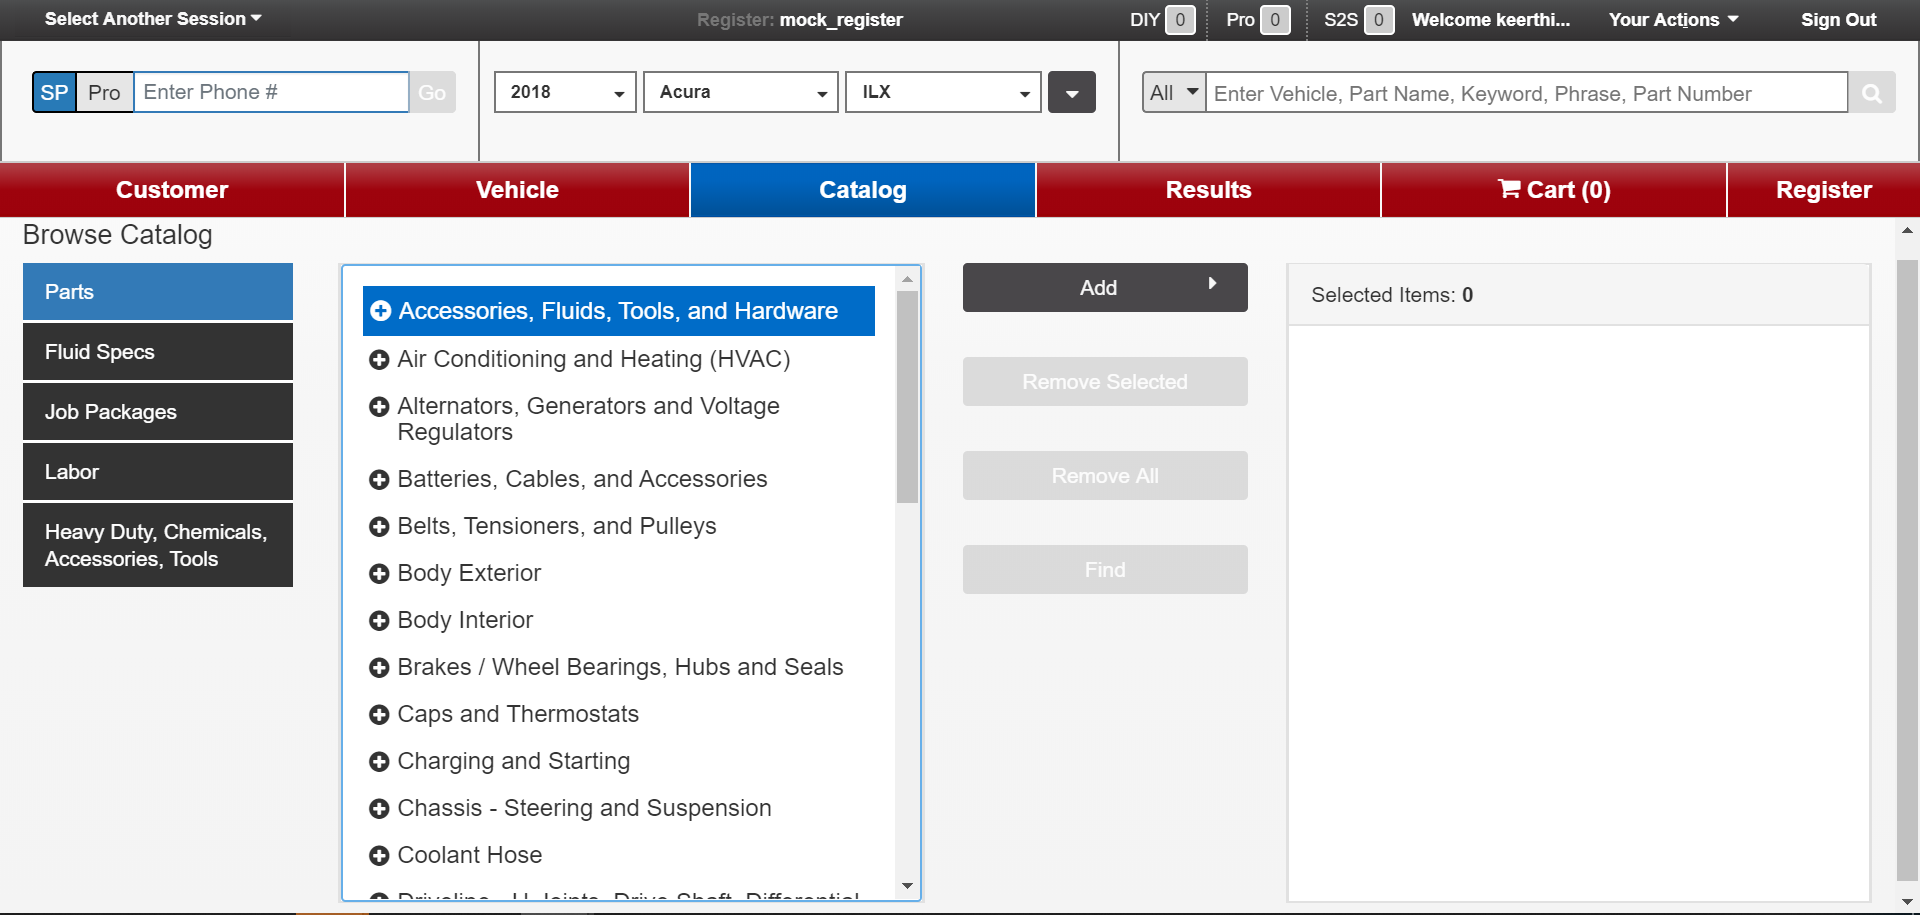 Select Another Session
Register: mock_register
DIY 0
Pro 0
S2S 0
Welcome keerthi...
Your Actions
Sign Out
SP
Pro
Enter Phone #
Go
2018
Acura
ILX
All
Enter Vehicle, Part Name, Keyword, Phrase, Part Number
Customer
Vehicle
Catalog
Results
Cart (0)
Register
Browse Catalog
Parts
Fluid Specs
Job Packages
Labor
Heavy Duty, Chemicals,
Accessories, Tools
Accessories, Fluids, Tools, and Hardware
Air Conditioning and Heating (HVAC)
Alternators, Generators and Voltage
Regulators
Batteries, Cables, and Accessories
Belts, Tensioners, and Pulleys
Body Exterior
Body Interior
Brakes / Wheel Bearings, Hubs and Seals
Caps and Thermostats
Charging and Starting
Chassis - Steering and Suspension
Coolant Hose
Driveline - U-Joints, Drive Shaft, Differential
Add
Remove Selected
Remove All
Find
Selected Items: 0